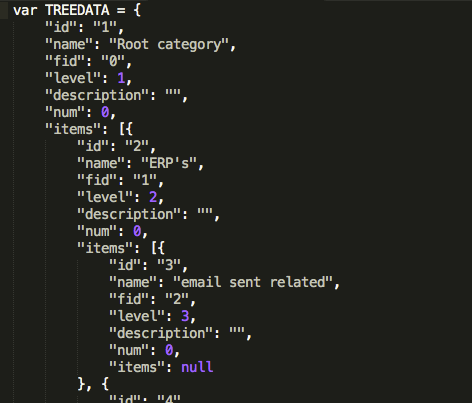 var TREEDATA = {
    "id": "1",
    "name": "Root category",
    "fid": "0",
    "level": 1,
    "description": "",
    "num": 0,
    "items": [{
        "id": "2",
        "name": "ERP's",
        "fid": "1",
        "level": 2,
        "description": "",
        "num": 0,
        "items": [{
            "id": "3",
            "name": "email sent related",
            "fid": "2",
            "level": 3,
            "description": "",
            "num": 0,
            "items": null
        }, {
            "id": "4"